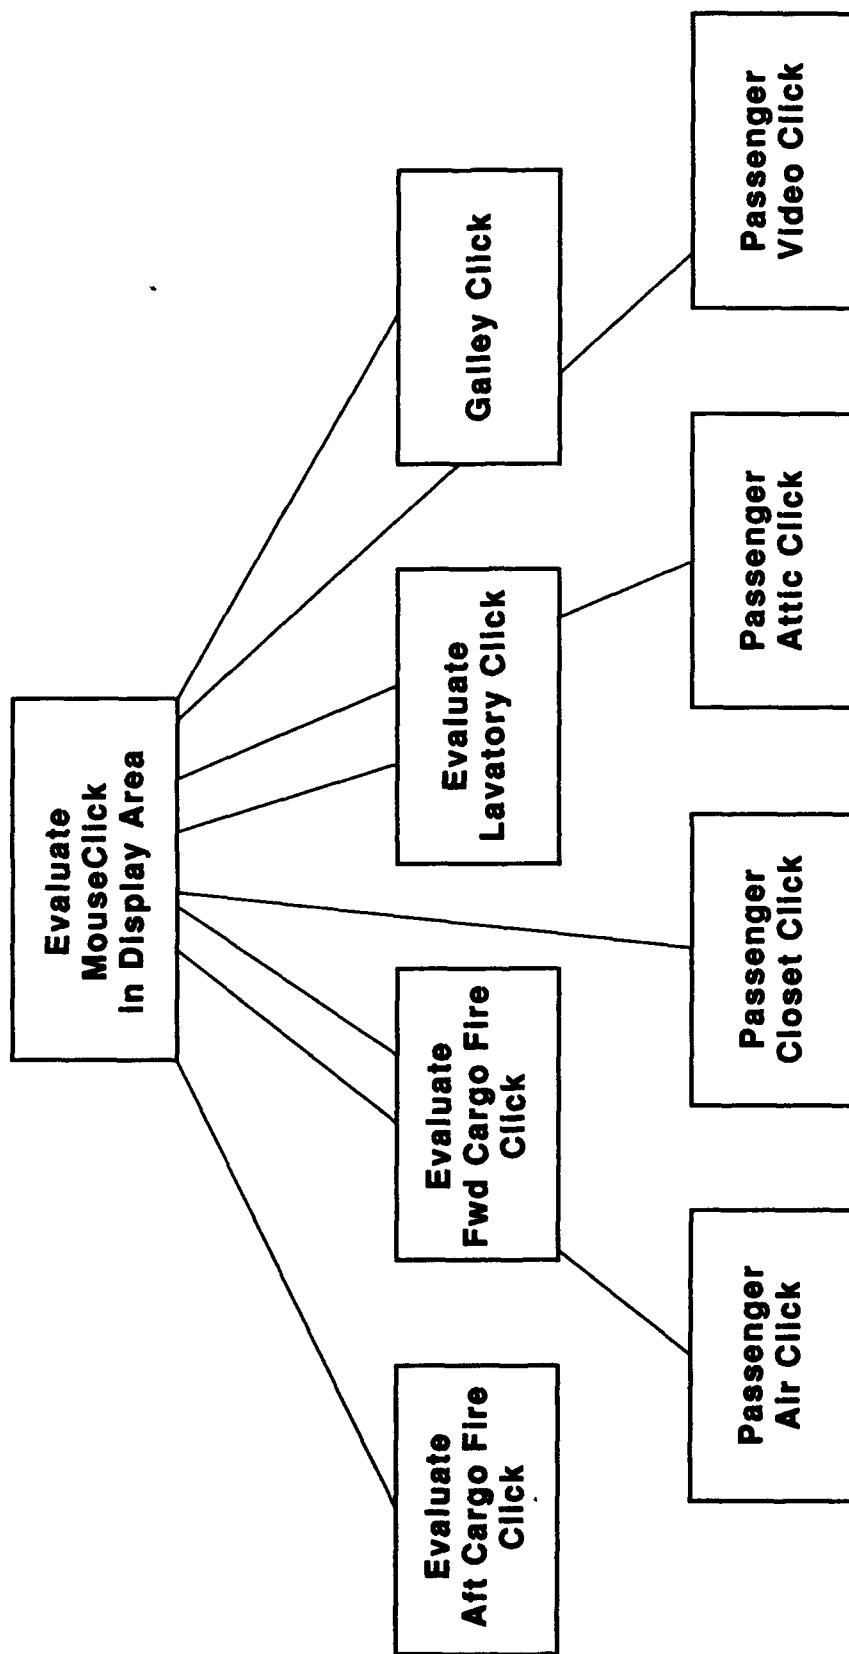 Evaluate
MouseClick
in Display Area
Evaluate
Aft Cargo Fire
Click
Evaluate
Fwd Cargo Fire
Click
Evaluate
Lavatory Click
Galley Click
Passenger
Air Click
Passenger
Closet Click
Passenger
Attic Click
Passenger
Video Click